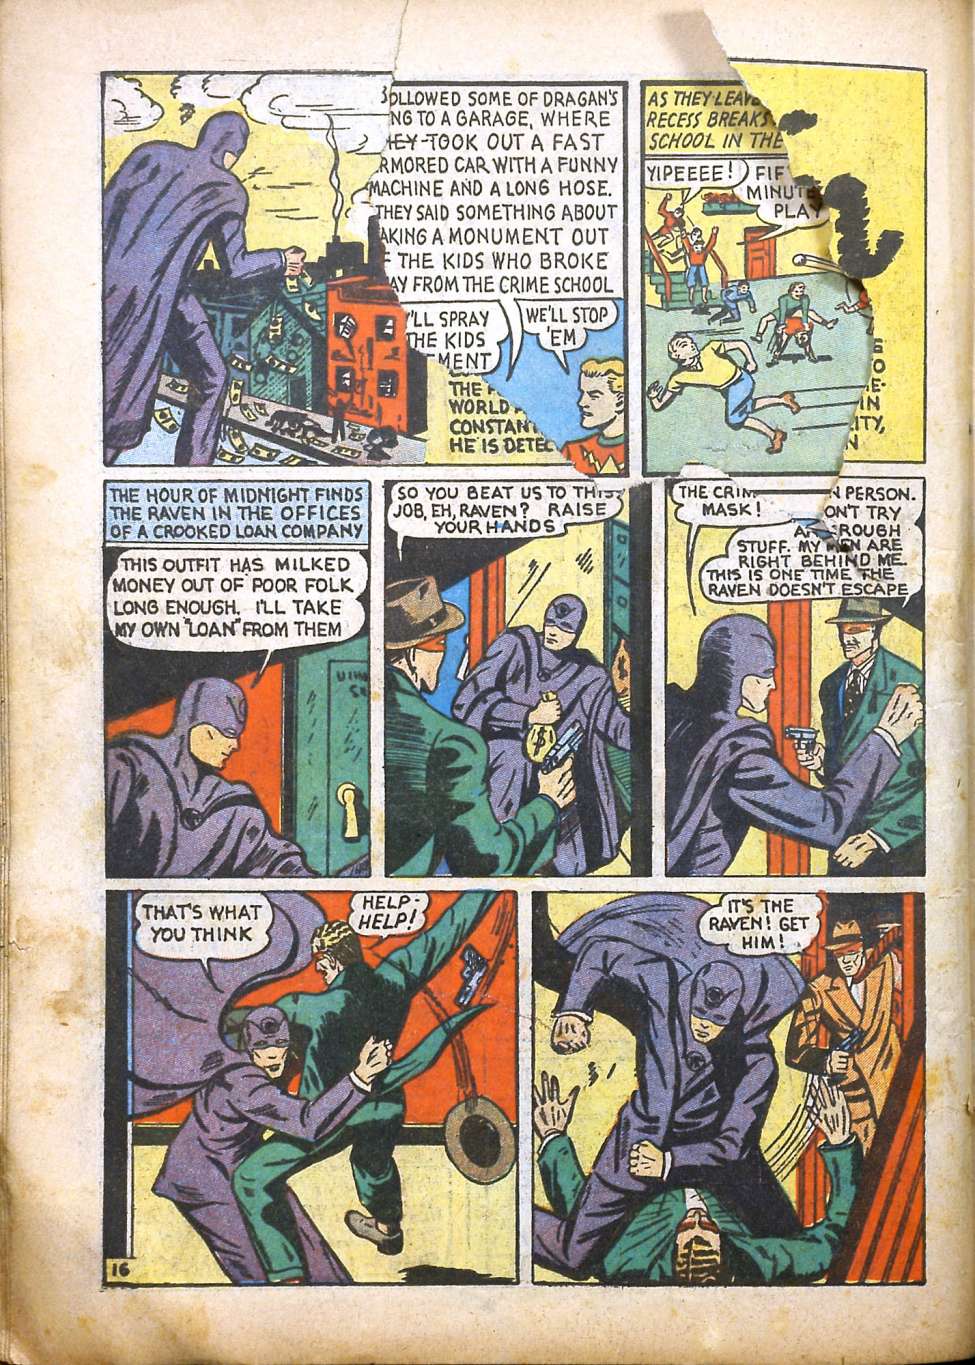 OLLOWED SOME OF DRAGAN'S
NG TO A GARAGE, WHERE
HEY TOOK OUT A FAST
RMORED CAR WITH A FUNNY
MACHINE AND A LONG HOSE.
THEY SAID SOMETHING ABOUT
AKING A MONUMENT OUT
F THE KIDS WHO BROKE
AY FROM THE CRIME SCHOOL
'LL SPRAY
THE KIDS
EMENT
WE'LL STOP
'EM
THE
WORLD
CONSTAN
HE IS DETEC
AS THEY LEAVE
RECESS BREAKS
SCHOOL IN THE
YIPEEEE!
FIF
MINUTE
PLAY
O
E-
IN
ITY,
N
THE HOUR OF MIDNIGHT FINDS
THE RAVEN IN THE OFFICES
OF A CROOKED LOAN COMPANY
THIS OUTFIT HAS MILKED
MONEY OUT OF POOR FOLK
LONG ENOUGH. I'LL TAKE
MY OWN "LOAN" FROM THEM
SO YOU BEAT US TO THIS
JOB, EH, RAVEN? RAISE
YOUR HANDS
$
THE CRIM
MASK!
N PERSON.
ON'T TRY
ROUGH
STUFF. MY MEN ARE
RIGHT BEHIND ME.
THIS IS ONE TIME THE
RAVEN DOESN'T ESCAPE
THAT'S WHAT
YOU THINK
HELP-
HELP!
IT'S THE
RAVEN! GET
HIM!
16